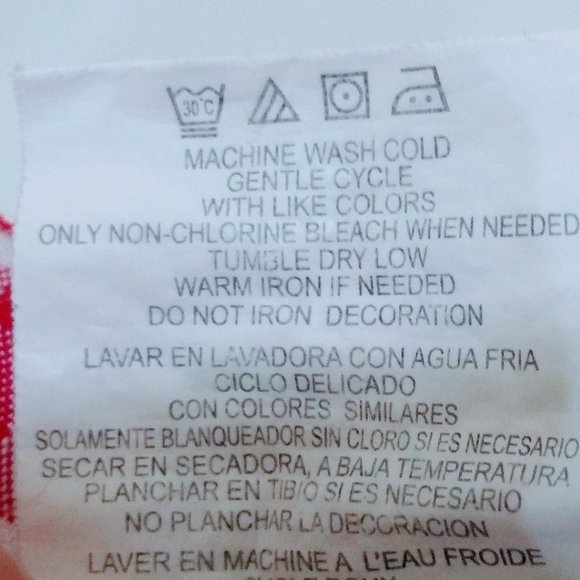 30°C
MACHINE WASH COLD
GENTLE CYCLE
WITH LIKE COLORS
ONLY NON-CHLORINE BLEACH WHEN NEEDED
TUMBLE DRY LOW
WARM IRON IF NEEDED
DO NOT IRON DECORATION
LAVAR EN LAVADORA CON AGUA FRIA
CICLO DELICADO
CON COLORES SIMILARES
SOLAMENTE BLANQUEADOR SIN CLORO SI ES NECESARIO
SECAR EN SECADORA, A BAJA TEMPERATURA
PLANCHAR EN TIBIO SI ES NECESARIO
NO PLANCHAR LA DECORACION
LAVER EN MACHINE A L'EAU FROIDE